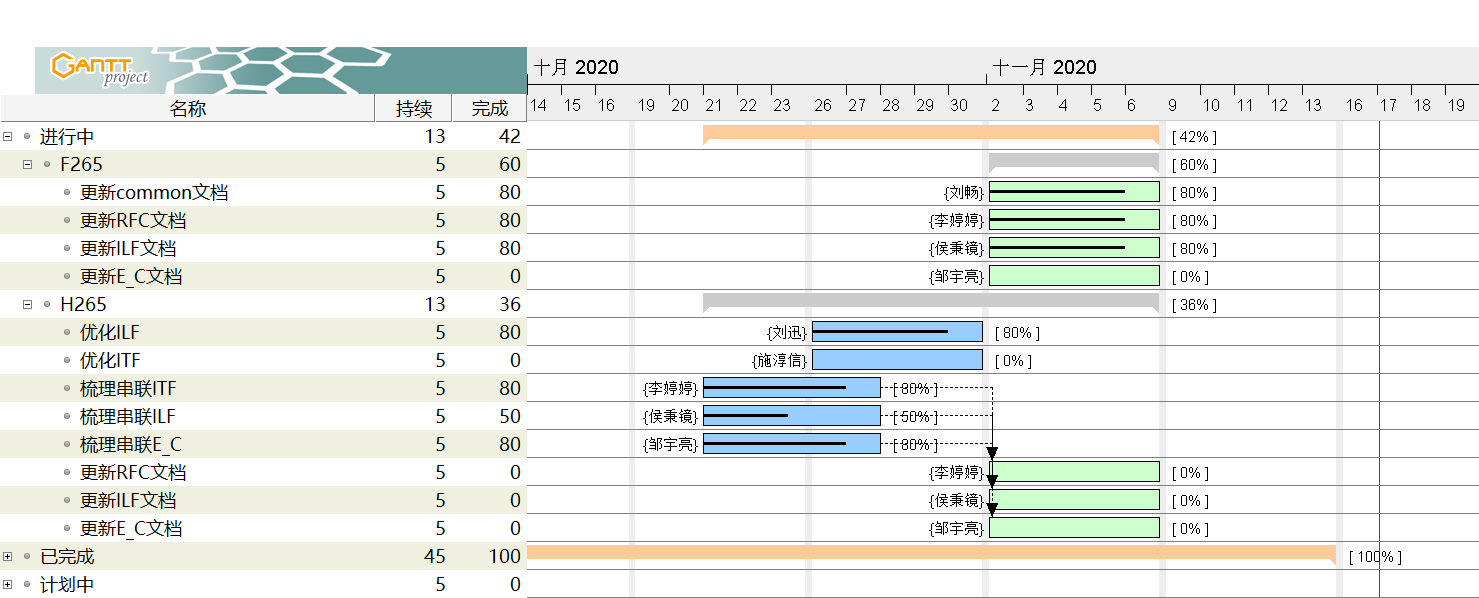 GANTT project
十月 2020 十一月 2020
名称 持续 完成 14 15 16 19 20 21 22 23 26 27 28 29 30 2 3 4 5 6 9 10 11 12 13 16 17 18 19
进行中 13 42 [ 42% ]
F265 5 60 [ 60% ]
更新common文档 5 80 {刘畅} [ 80% ]
更新RFC文档 5 80 {李婷婷} [ 80% ]
更新ILF文档 5 80 {侯秉镜} [ 80% ]
更新E_C文档 5 0 {邹宇亮} [ 0% ]
H265 13 36 [ 36% ]
优化ILF 5 80 {刘迅} [ 80% ]
优化ITF 5 0 {施淳信} [ 0% ]
梳理串联ITF 5 80 {李婷婷} [ 80% ]
梳理串联ILF 5 50 {侯秉镜} [ 50% ]
梳理串联E_C 5 80 {邹宇亮} [ 80% ]
更新RFC文档 5 0 {李婷婷} [ 0% ]
更新ILF文档 5 0 {侯秉镜} [ 0% ]
更新E_C文档 5 0 {邹宇亮} [ 0% ]
已完成 45 100 [ 100% ]
计划中 5 0